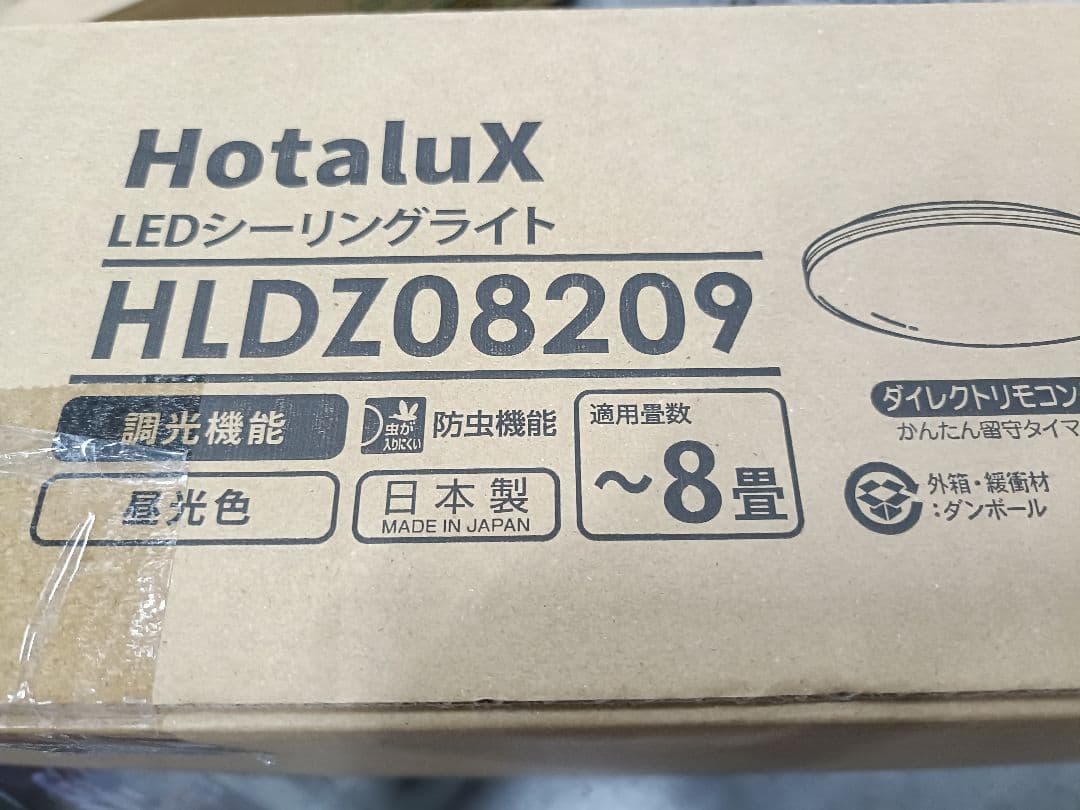 HotaluX
LEDシーリングライト
HLDZ08209
調光機能
虫が
入りにくい
防虫機能
適用畳数
～8畳
昼光色
日本製
MADE IN JAPAN
ダイレクトリモコン
かんたん留守タイマ
外箱・緩衝材
:ダンボール